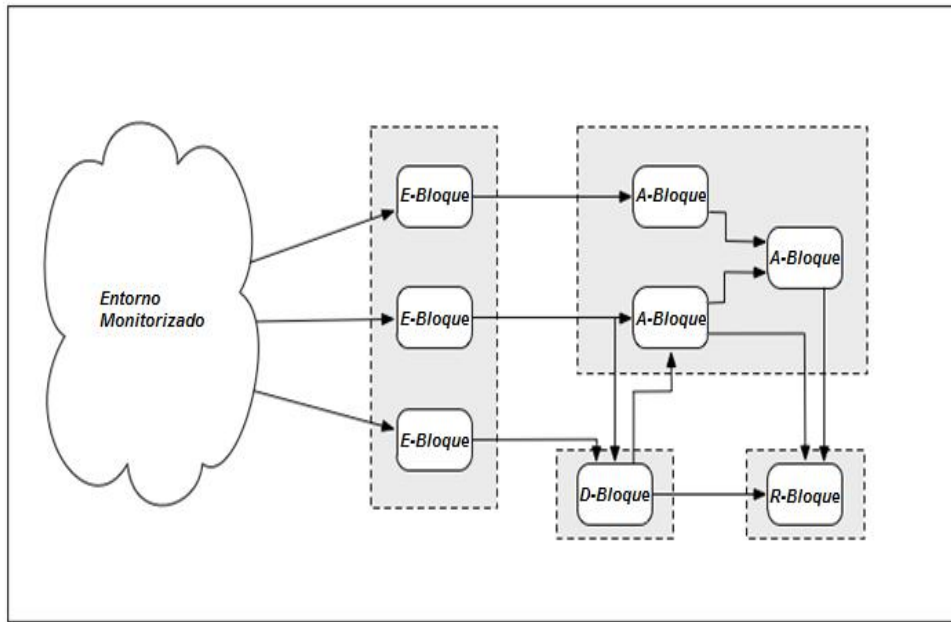 Entorno
Monitorizado
E-Bloque
A-Bloque
A-Bloque
E-Bloque
A-Bloque
E-Bloque
D-Bloque
R-Bloque